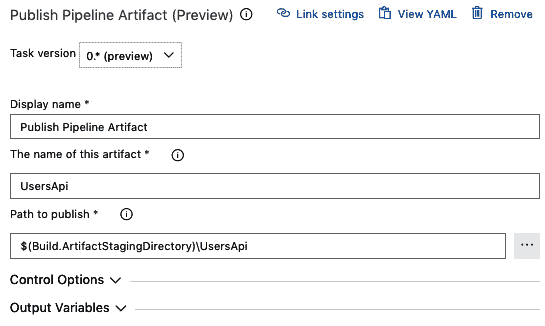 Publish Pipeline Artifact (Preview) Link settings View YAML Remove
Task version 0.* (preview)
Display name *
Publish Pipeline Artifact
The name of this artifact *
UsersApi
Path to publish *
$(Build.ArtifactStagingDirectory)\UsersApi ...
Control Options
Output Variables